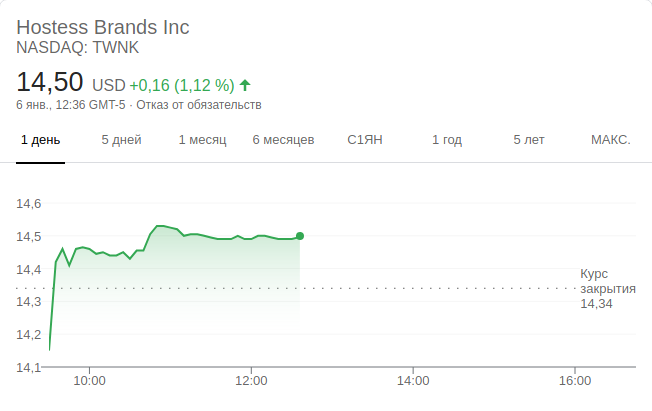 Hostess Brands Inc
NASDAQ: TWNK
14,50 USD +0,16 (1,12 %)
6 янв., 12:36 GMT-5 · Отказ от обязательств
1 день 5 дней 1 месяц 6 месяцев С1ЯН 1 год 5 лет МАКС.
14,6
14,5
14,4
14,3
14,2
14,1
Курс
закрытия
14,34
10:00 12:00 14:00 16:00